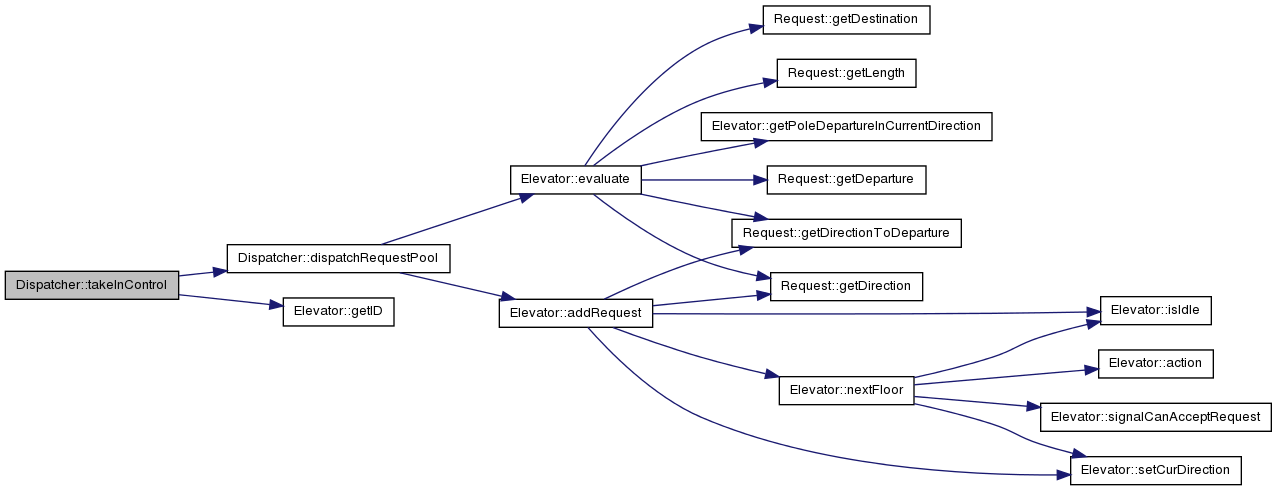 Dispatcher::takeInControl
Dispatcher::dispatchRequestPool
Elevator::getID
Elevator::evaluate
Elevator::addRequest
Request::getDestination
Request::getLength
Elevator::getPoleDepartureInCurrentDirection
Request::getDeparture
Request::getDirectionToDeparture
Request::getDirection
Elevator::nextFloor
Elevator::isIdle
Elevator::action
Elevator::signalCanAcceptRequest
Elevator::setCurDirection